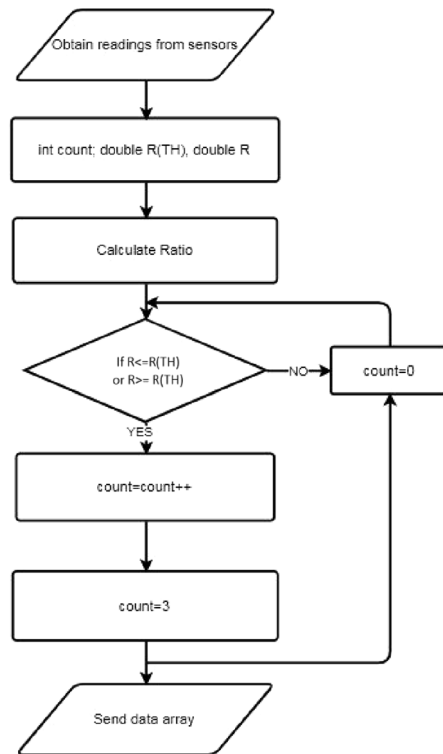 Obtain readings from sensors
int count; double R(TH), double R
Calculate Ratio
If R<=R(TH)
or R>= R(TH)
NO
count=0
YES
count=count++
count=3
Send data array